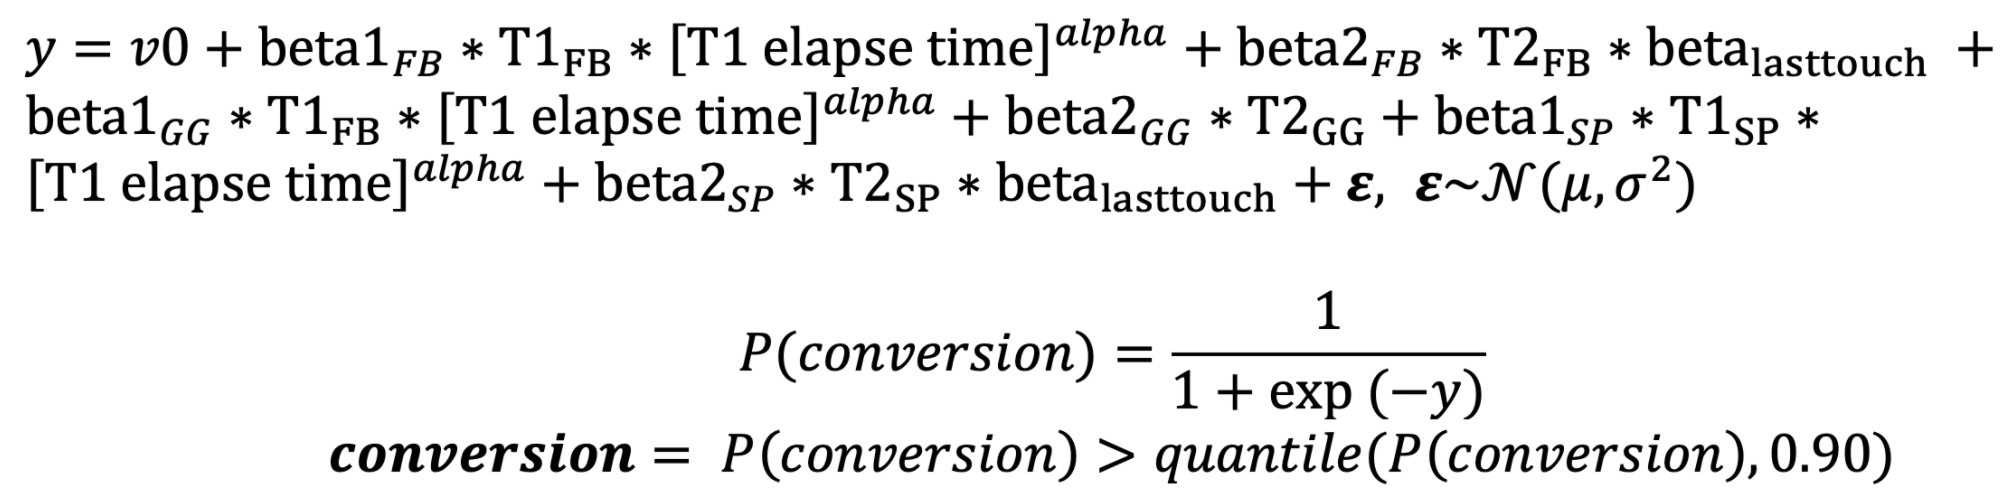 y = v0 + beta1_FB * T1_FB * [T1 elapse time]^alpha + beta2_FB * T2_FB * beta_lasttouch +
beta1_GG * T1_FB * [T1 elapse time]^alpha + beta2_GG * T2_GG + beta1_SP * T1_SP *
[T1 elapse time]^alpha + beta2_SP * T2_SP * beta_lasttouch + ε, ε~𝒩(μ, σ²)
P(conversion) = 1 / (1 + exp (−y))
conversion = P(conversion) > quantile(P(conversion), 0.90)